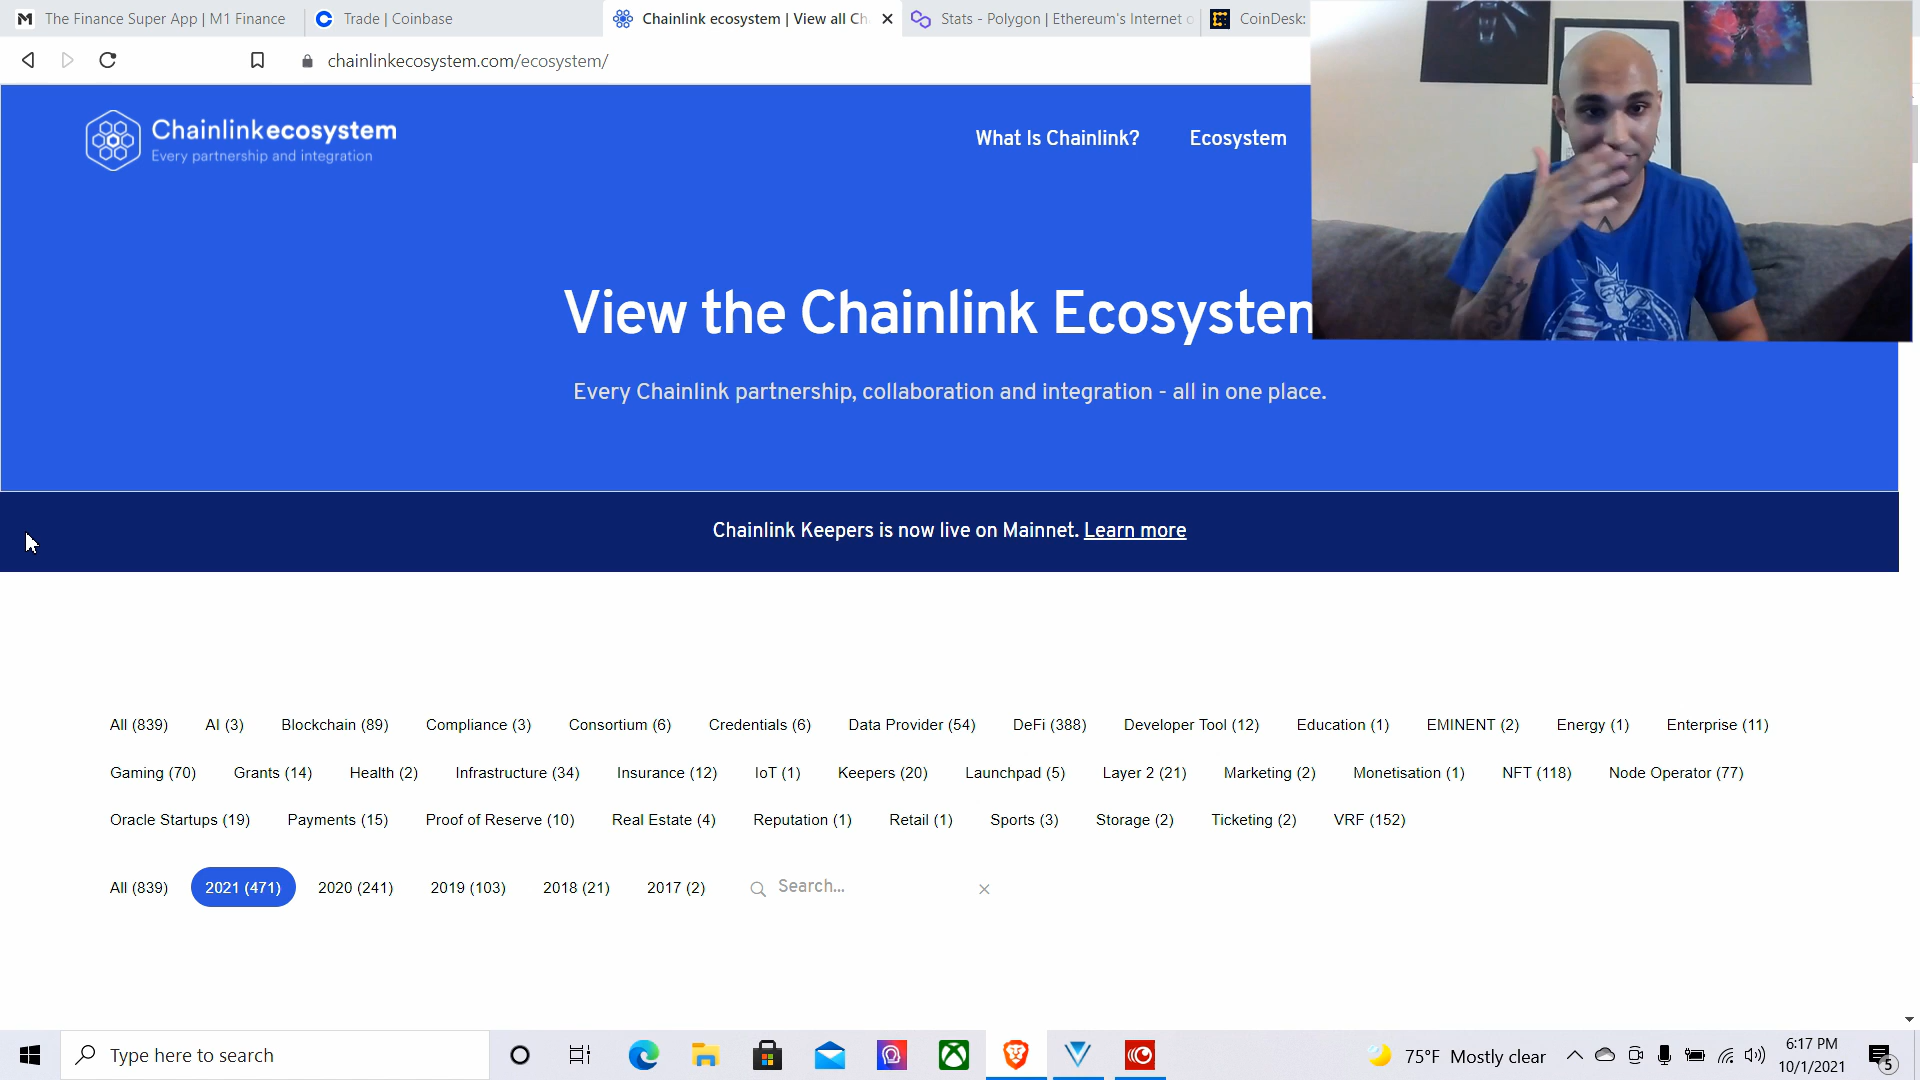 The Finance Super App | M1 Finance
Trade | Coinbase
Chainlink ecosystem | View all Ch
Stats - Polygon | Ethereum's Internet o
CoinDesk:
chainlinkecosystem.com/ecosystem/
Chainlinkecosystem
Every partnership and integration
What Is Chainlink?
Ecosystem
View the Chainlink Ecosystem
Every Chainlink partnership, collaboration and integration - all in one place.
Chainlink Keepers is now live on Mainnet. Learn more
All (839) AI (3) Blockchain (89) Compliance (3) Consortium (6) Credentials (6) Data Provider (54) DeFi (388) Developer Tool (12) Education (1) EMINENT (2) Energy (1) Enterprise (11)
Gaming (70) Grants (14) Health (2) Infrastructure (34) Insurance (12) IoT (1) Keepers (20) Launchpad (5) Layer 2 (21) Marketing (2) Monetisation (1) NFT (118) Node Operator (77)
Oracle Startups (19) Payments (15) Proof of Reserve (10) Real Estate (4) Reputation (1) Retail (1) Sports (3) Storage (2) Ticketing (2) VRF (152)
All (839) 2021 (471) 2020 (241) 2019 (103) 2018 (21) 2017 (2) Search...
Type here to search
75°F Mostly clear
6:17 PM
10/1/2021
5